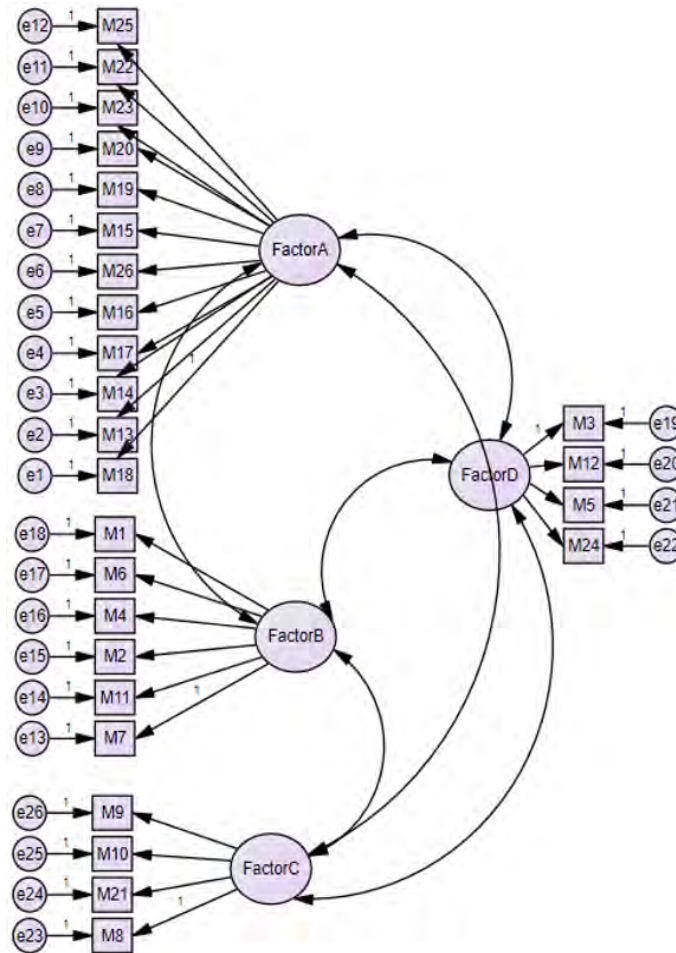 e12 1 M25
e11 1 M22
e10 1 M23
e9 1 M20
e8 1 M19
e7 1 M15
e6 1 M26
e5 1 M16
e4 1 M17
e3 1 M14
e2 1 M13
e1 1 M18
1
FactorA
e18 1 M1
e17 1 M6
e16 1 M4
e15 1 M2
e14 1 M11
e13 1 M7
1
FactorB
e26 1 M9
e25 1 M10
e24 1 M21
e23 1 M8
1
FactorC
FactorD
1 M3 1 e19
M12 1 e20
M5 1 e21
M24 1 e22